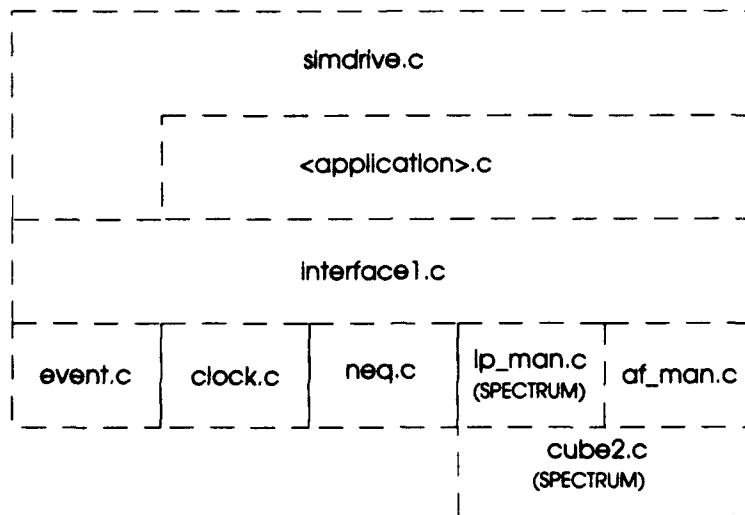 simdrive.c
<application>.c
interface1.c
event.c clock.c neq.c lp_man.c af_man.c
(SPECTRUM)
cube2.c
(SPECTRUM)